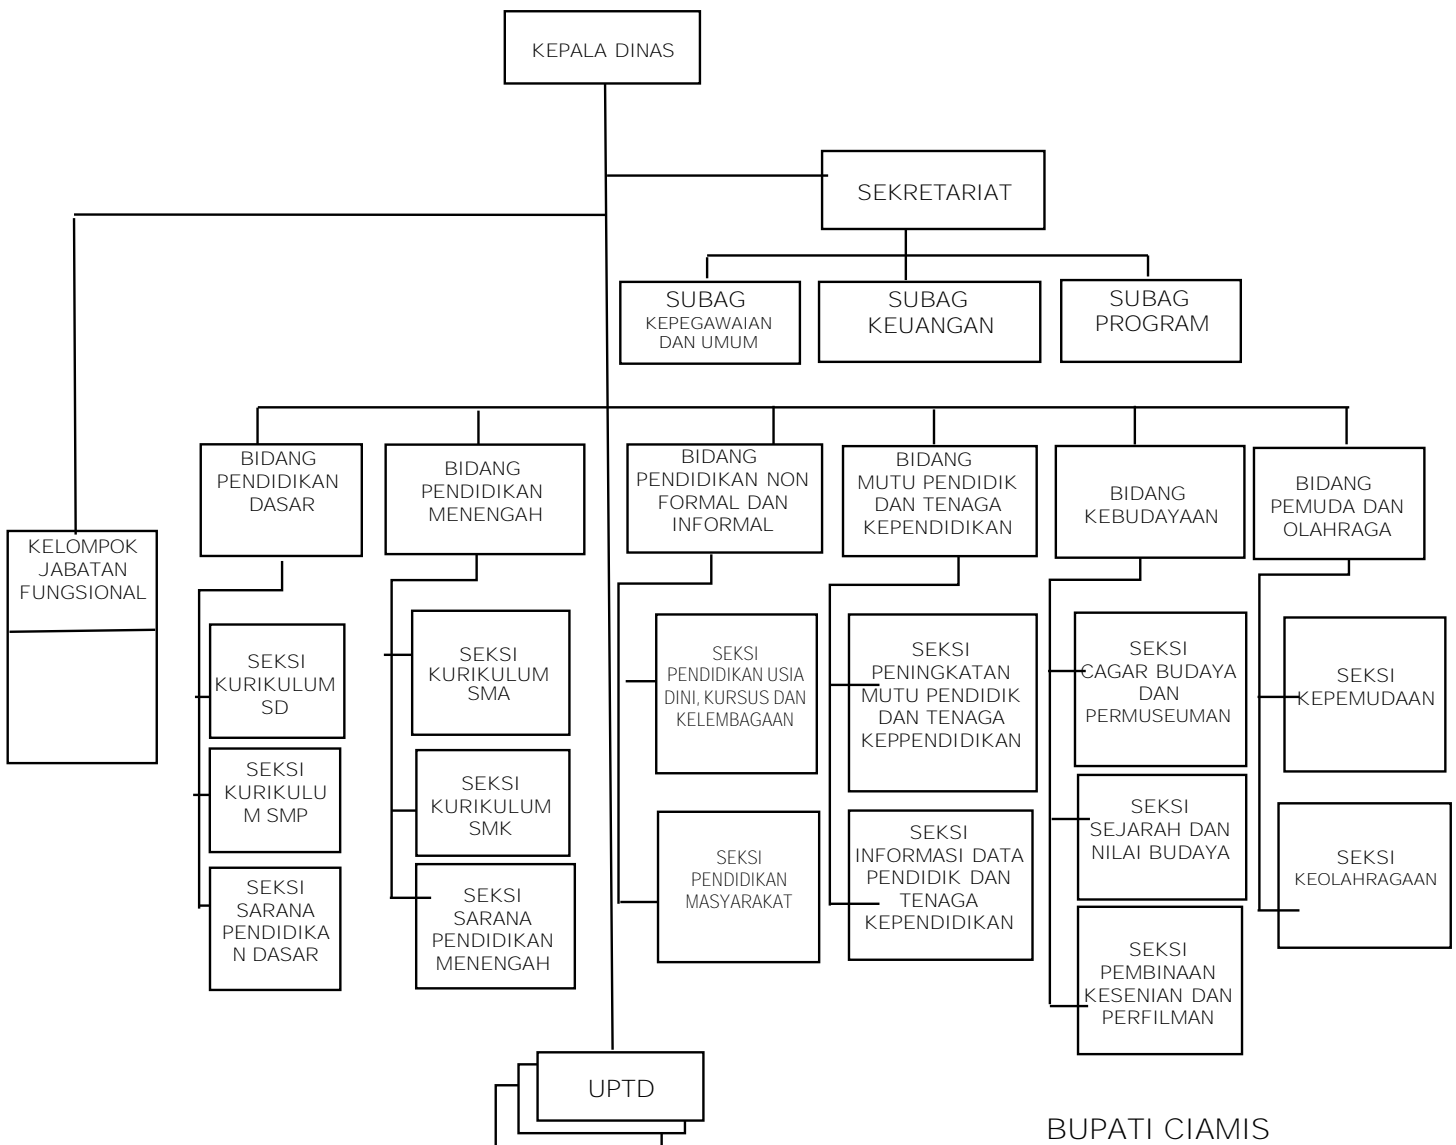 KEPALA DINAS
SEKRETARIAT
SUBAG
KEPEGAWAIAN
DAN UMUM
SUBAG
KEUANGAN
SUBAG
PROGRAM
KELOMPOK
JABATAN
FUNGSIONAL
BIDANG
PENDIDIKAN
DASAR
BIDANG
PENDIDIKAN
MENENGAH
BIDANG
PENDIDIKAN NON
FORMAL DAN
INFORMAL
BIDANG
MUTU PENDIDIK
DAN TENAGA
KEPENDIDIKAN
BIDANG
KEBUDAYAAN
BIDANG
PEMUDA DAN
OLAHRAGA
SEKSI
KURIKULUM
SD
SEKSI
KURIKULU
M SMP
SEKSI
SARANA
PENDIDIKA
N DASAR
SEKSI
KURIKULUM
SMA
SEKSI
KURIKULUM
SMK
SEKSI
SARANA
PENDIDIKAN
MENENGAH
SEKSI
PENDIDIKAN USIA
DINI, KURSUS DAN
KELEMBAGAAN
SEKSI
PENDIDIKAN
MASYARAKAT
SEKSI
PENINGKATAN
MUTU PENDIDIK
DAN TENAGA
KEPPENDIDIKAN
SEKSI
INFORMASI DATA
PENDIDIK DAN
TENAGA
KEPENDIDIKAN
SEKSI
CAGAR BUDAYA
DAN
PERMUSEUMAN
SEKSI
SEJARAH DAN
NILAI BUDAYA
SEKSI
PEMBINAAN
KESENIAN DAN
PERFILMAN
SEKSI
KEPEMUDAAN
SEKSI
KEOLAHRAGAAN
UPTD
BUPATI CIAMIS